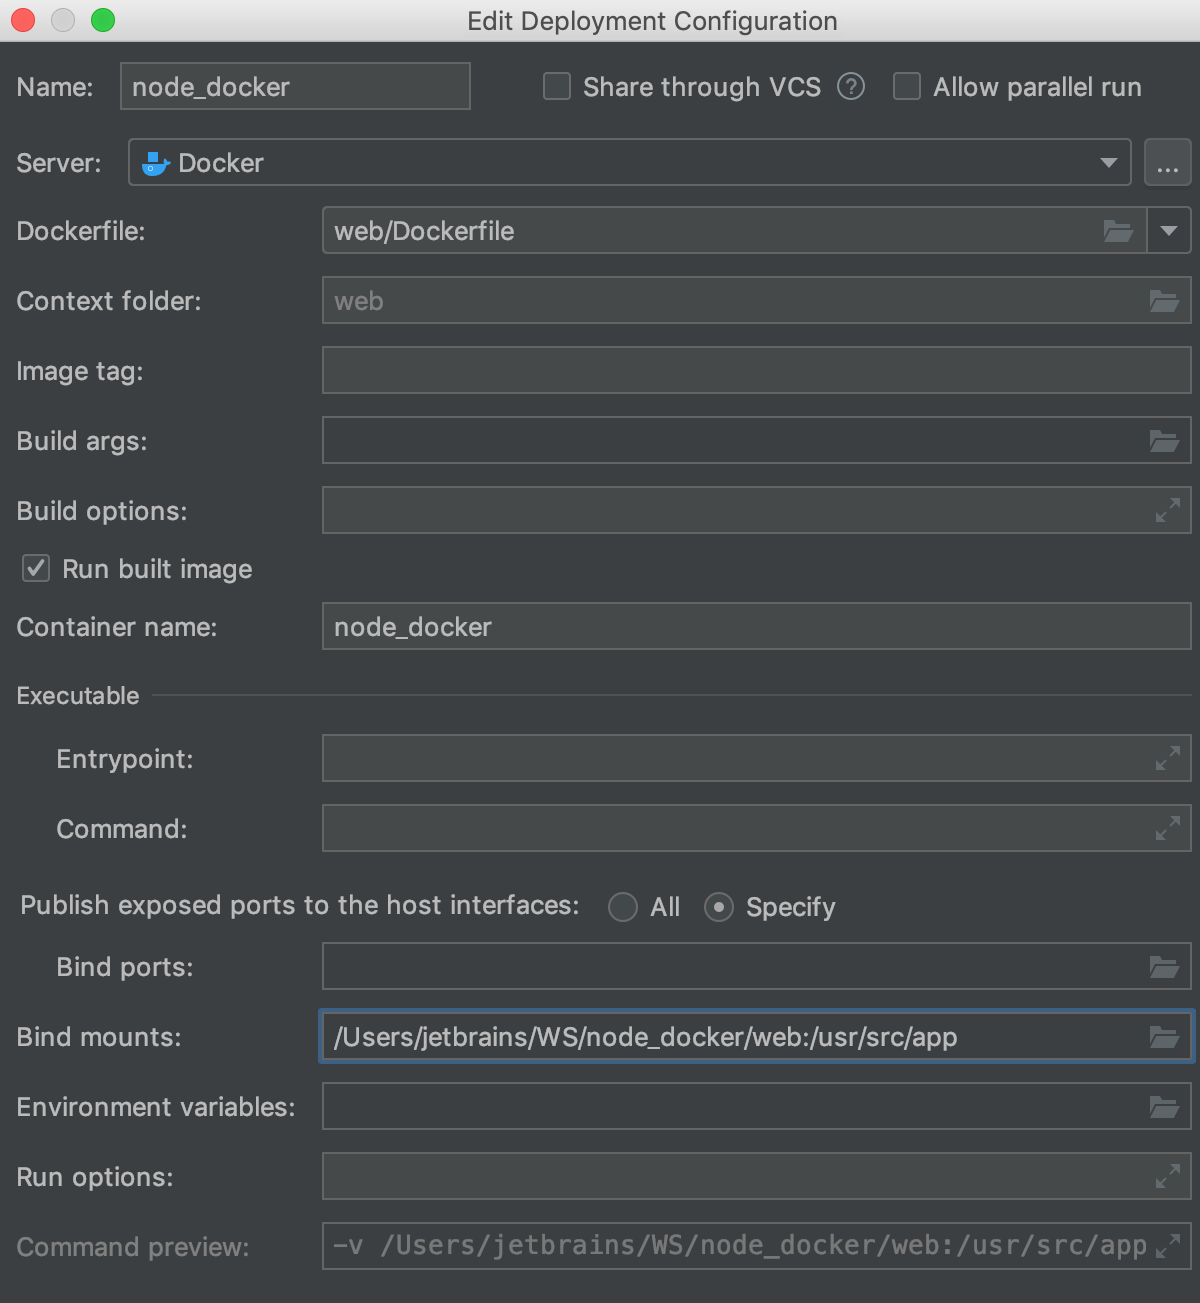 Edit Deployment Configuration
Name: node_docker Share through VCS ? Allow parallel run
Server: Docker ...
Dockerfile: web/Dockerfile
Context folder: web
Image tag:
Build args:
Build options:
Run built image
Container name: node_docker
Executable
Entrypoint:
Command:
Publish exposed ports to the host interfaces: All Specify
Bind ports:
Bind mounts: /Users/jetbrains/WS/node_docker/web:/usr/src/app
Environment variables:
Run options:
Command preview: -v /Users/jetbrains/WS/node_docker/web:/usr/src/app